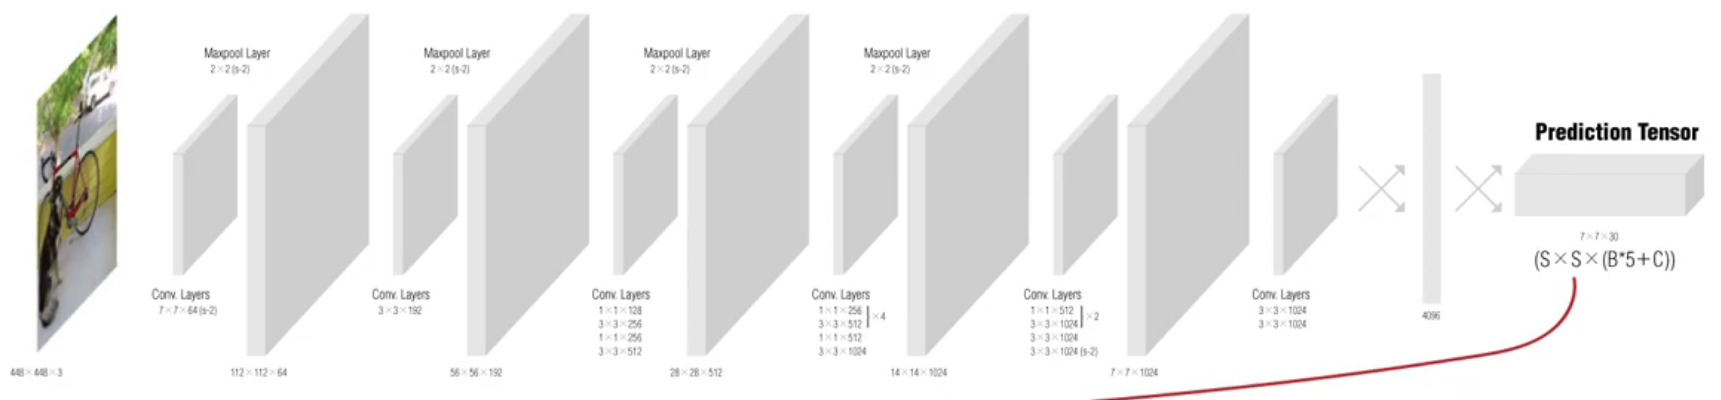 Maxpool Layer
2×2 (s-2)
Maxpool Layer
2×2 (s-2)
Maxpool Layer
2×2 (s-2)
Maxpool Layer
2×2 (s-2)
Prediction Tensor
7×7×30
(S×S×(B*5+C))
Conv. Layers
7×7×64 (s-2)
Conv. Layers
3×3×192
Conv. Layers
1×1×128
3×3×256
1×1×256
3×3×512
Conv. Layers
1×1×256
3×3×512
×4
1×1×512
3×3×1024
Conv. Layers
1×1×512
3×3×1024
×2
3×3×1024
3×3×1024 (s-2)
Conv. Layers
3×3×1024
3×3×1024
4096
448×448×3
112×112×64
56×56×192
28×28×512
14×14×1024
7×7×1024